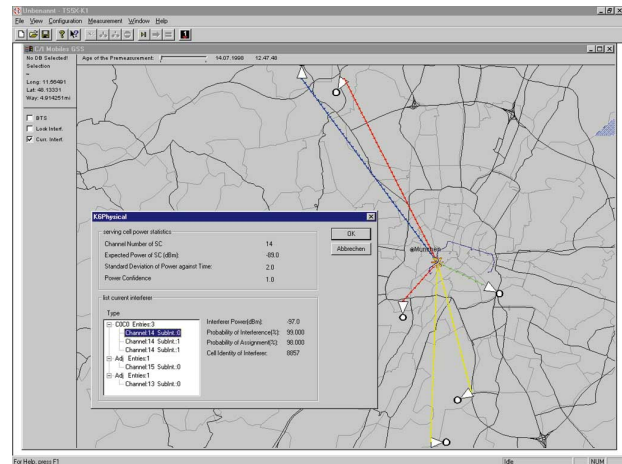 Unbenannt - TS5X-K1
File View Configuration Measurement Window Help
C/I Mobiles GSS
No DB Selected!
Selection
-
Long: 11.56491
Lat: 48.13331
Way: 4.914251mi
Age of the Premeasurement:
14.07.1998 12.47.46
BTS
Lock Interf.
Curr. Interf.
München
K6Physical
serving cell power statistics
Channel Number of SC 14
Expected Power of SC (dBm): -89.0
Standard Deviation of Power against Time: 2.0
Power Confidence 1.0
OK
Abbrechen
list current interferer
Type
COCO Entries:3
Channel:14 SubInt.:0
Channel:14 SubInt.:1
Channel:14 SubInt.:1
Adj Entries:1
Channel:15 SubInt.:0
Adj Entries:1
Channel:13 SubInt.:0
Interferer Power(dBm): -97.0
Probability of Interference(%): 99.000
Probability of Assignment(%): 98.000
Cell Identity of Interferer: 8857
For Help, press F1
Idle
NUM